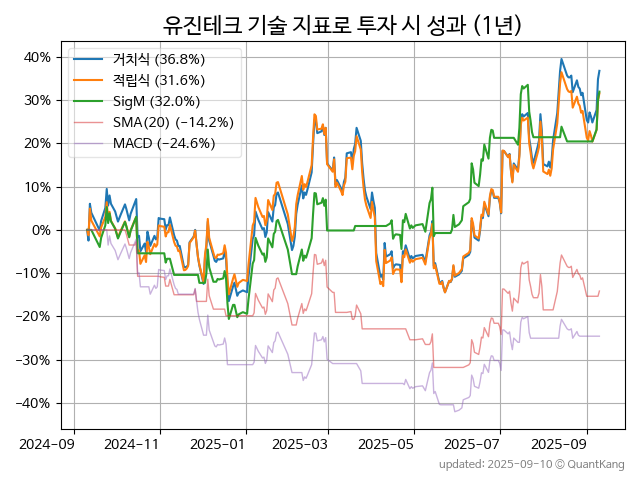 유진테크 기술 지표로 투자 시 성과 (1년)
거치식 (36.8%)
적립식 (31.6%)
SigM (32.0%)
SMA(20) (−14.2%)
MACD (−24.6%)
40%
30%
20%
10%
0%
−10%
−20%
−30%
−40%
2024-09 2024-11 2025-01 2025-03 2025-05 2025-07 2025-09
updated: 2025-09-10 © QuantKang